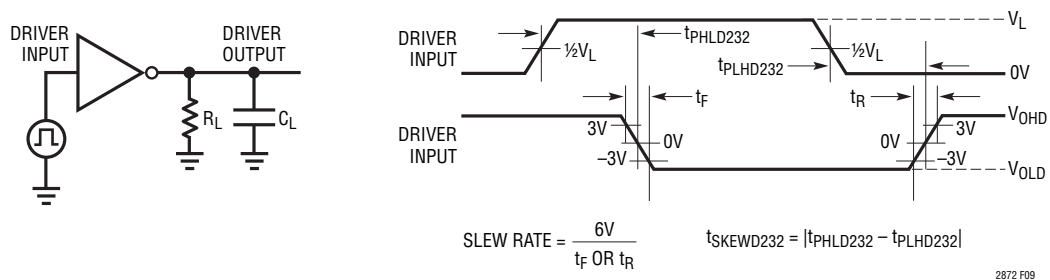 DRIVER
INPUT
DRIVER
OUTPUT
R_L
C_L
DRIVER
INPUT
½V_L
t_PHLD232
½V_L
t_PLHD232
V_L
0V
t_F
t_R
DRIVER
INPUT
3V
0V
–3V
0V
3V
–3V
V_OHD
V_OLD
SLEW RATE = 6V
t_F OR t_R
t_SKEWD232 = |t_PHLD232 – t_PLHD232|
2872 F09